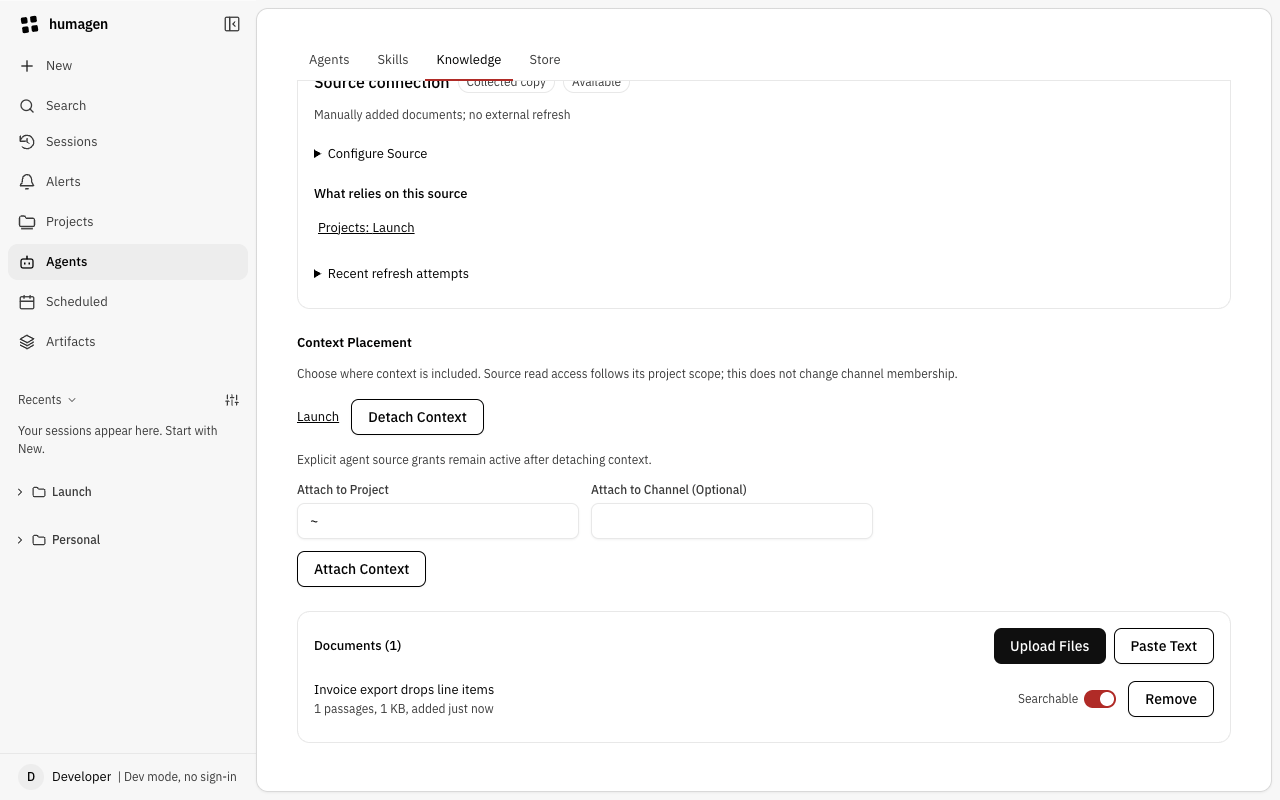 humagen
New
Search
Sessions
Alerts
Projects
Agents
Scheduled
Artifacts
Recents
Your sessions appear here. Start with
New.
Launch
Personal
D Developer | Dev mode, no sign-in
Agents Skills Knowledge Store
Source connection Collected copy Available
Manually added documents; no external refresh
Configure Source
What relies on this source
Projects: Launch
Recent refresh attempts
Context Placement
Choose where context is included. Source read access follows its project scope; this does not change channel membership.
Launch Detach Context
Explicit agent source grants remain active after detaching context.
Attach to Project Attach to Channel (Optional)
~
Attach Context
Documents (1) Upload Files Paste Text
Invoice export drops line items
1 passages, 1 KB, added just now
Searchable Remove